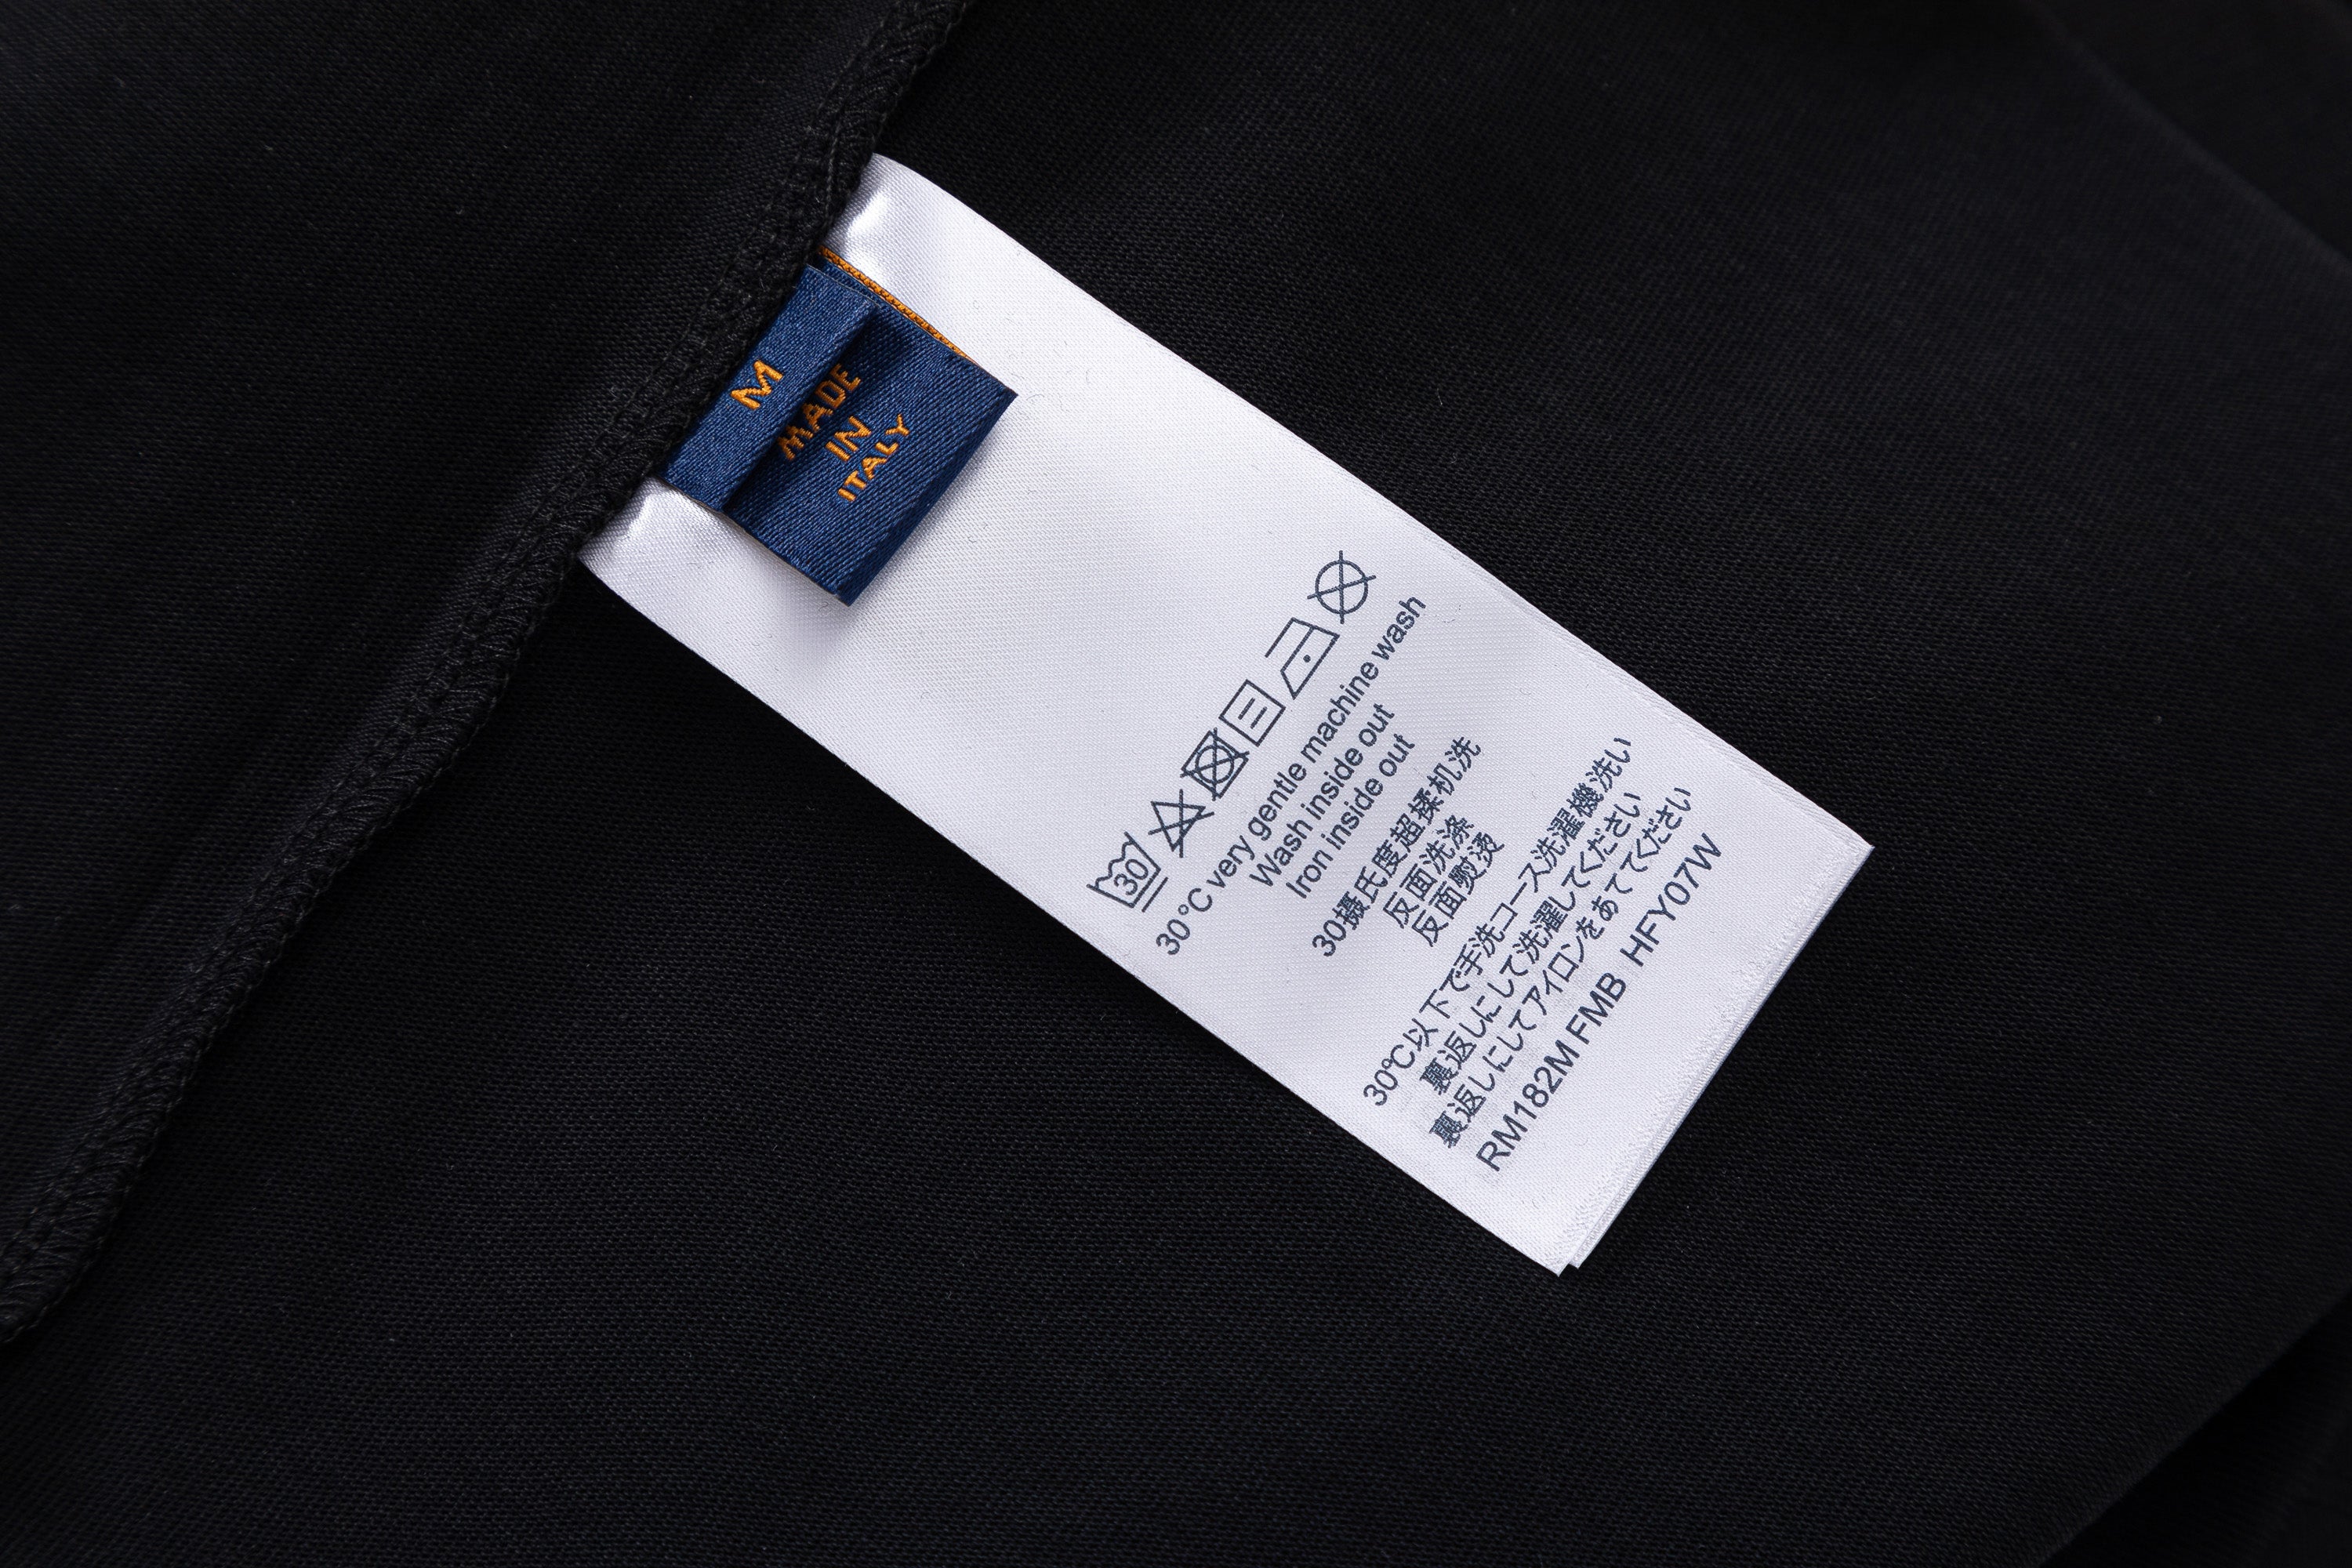 M
MADE
IN
ITALY
30
30°C very gentle machine wash
Wash inside out
Iron inside out
30摄氏度超揉机洗
反面洗涤
反面熨烫
30℃以下で手洗コース洗濯機洗い
裏返しにして洗濯してください
裏返しにしてアイロンをあててください
RM182M FMB HFY07W